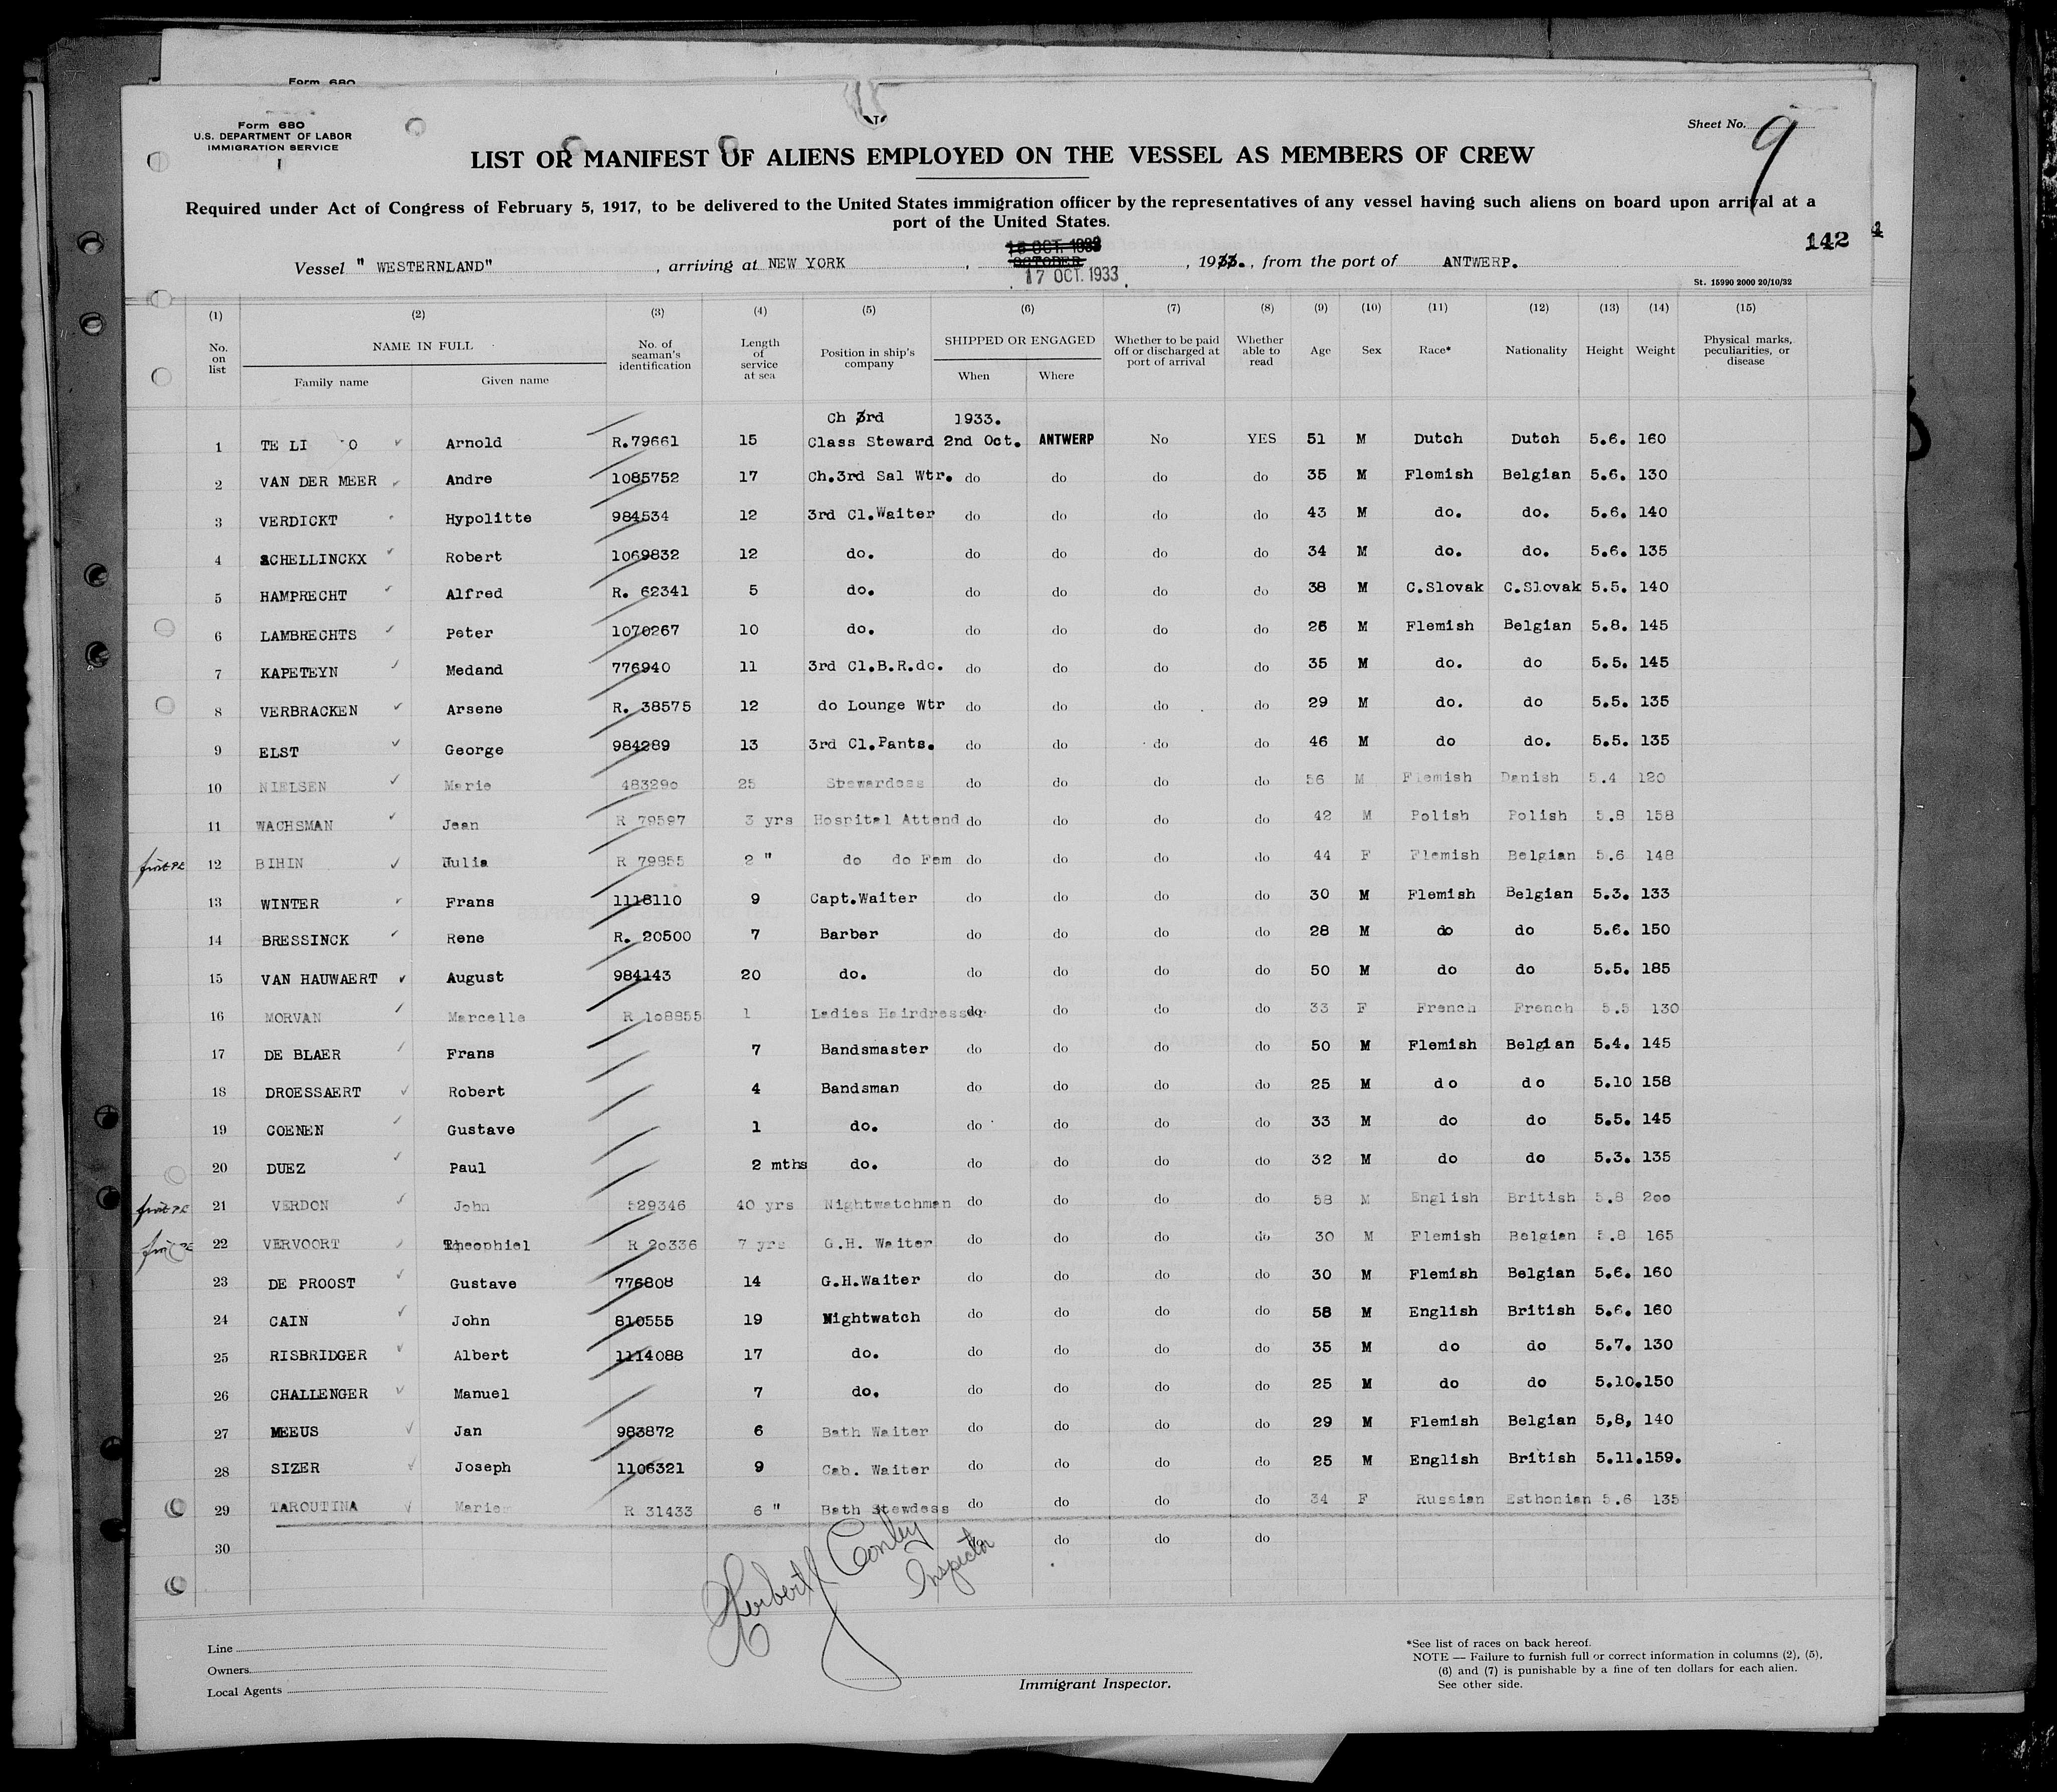 Form 680
Form 680
U.S. DEPARTMENT OF LABOR
IMMIGRATION SERVICE
Sheet No. 9
LIST OR MANIFEST OF ALIENS EMPLOYED ON THE VESSEL AS MEMBERS OF CREW
Required under Act of Congress of February 5, 1917, to be delivered to the United States immigration officer by the representatives of any vessel having such aliens on board upon arrival at a
port of the United States.
142 4
OCTOBER
Vessel " WESTERNLAND" , arriving at NEW YORK , 17 OCT. 1933 , 1933. , from the port of ANTWERP.
St. 15990 2000 20/10/32
(1) (2) (3) (4) (5) (6) (7) (8) (9) (10) (11) (12) (13) (14) (15)
No. on list NAME IN FULL Family name Given name No. of seaman's identification Length of service at sea Position in ship's company SHIPPED OR ENGAGED When Where Whether to be paid off or discharged at port of arrival Whether able to read Age Sex Race* Nationality Height Weight Physical marks, peculiarities, or disease
Ch 3rd 1933.
1 TE LI O Arnold R.79661 15 Class Steward 2nd Oct. ANTWERP No YES 51 M Dutch Dutch 5.6. 160
2 VAN DER MEER Andre 1085752 17 Ch.3rd Sal Wtr. do do do do 35 M Flemish Belgian 5.6. 130
3 VERDICKT Hypolitte 984534 12 3rd Cl.Waiter do do do do 43 M do. do. 5.6. 140
4 SCHELLINCKX Robert 1069832 12 do. do do do do 34 M do. do. 5.6. 135
5 HAMPRECHT Alfred R. 62341 5 do. do do do do 38 M C.Slovak C.Slovak 5.5. 140
6 LAMBRECHTS Peter 1070267 10 do. do do do do 26 M Flemish Belgian 5.8. 145
7 KAPETEYN Medand 776940 11 3rd Cl.B.R.do. do do do do 35 M do. do 5.5. 145
8 VERBRACKEN Arsene R. 38575 12 do Lounge Wtr do do do do 29 M do. do 5.5. 135
9 ELST George 984289 13 3rd Cl.Pants. do do do do 46 M do do. 5.5. 135
10 NIELSEN Marie 483290 25 Stewardess do do do do 56 M Flemish Danish 5.4 120
11 WACHSMAN Jean R 79597 3 yrs Hospital Attend do do do do 42 M Polish Polish 5.8 158
12 BIHIN Julia R 79855 2 " do do Fem do do do do 44 F Flemish Belgian 5.6 148
13 WINTER Frans 1118110 9 Capt.Waiter do do do do 30 M Flemish Belgian 5.3. 133
14 BRESSINCK Rene R. 20500 7 Barber do do do do 28 M do do 5.6. 150
15 VAN HAUWAERT August 984143 20 do. do do do do 50 M do do 5.5. 185
16 MORVAN Marcelle R 108855 1 Ladies Hairdresser do do do do 33 F French French 5.5 130
17 DE BLAER Frans 7 Bandsmaster do do do do 50 M Flemish Belgian 5.4. 145
18 DROESSAERT Robert 4 Bandsman do do do do 25 M do do 5.10 158
19 COENEN Gustave 1 do. do do do do 33 M do do 5.5. 145
20 DUEZ Paul 2 mths do. do do do do 32 M do do 5.3. 135
21 VERDON John 529346 40 yrs Nightwatchman do do do do 58 M English British 5.8 200
22 VERVOORT Theophiel R 20336 7 yrs G.H. Waiter do do do do 30 M Flemish Belgian 5.8 165
23 DE PROOST Gustave 776808 14 G.H.Waiter do do do do 30 M Flemish Belgian 5.6. 160
24 CAIN John 810555 19 Nightwatch do do do do 58 M English British 5.6. 160
25 RISBRIDGER Albert 1114088 17 do. do do do do 35 M do do 5.7. 130
26 CHALLENGER Manuel 7 do. do do do do 25 M do do 5.10.150
27 MEEUS Jan 983872 6 Bath Waiter do do do do 29 M Flemish Belgian 5,8, 140
28 SIZER Joseph 1106321 9 Cab. Waiter do do do do 25 M English British 5.11.159.
29 TAROUTINA Marie R 31433 6 " Bath Stewdess do do do do 34 F Russian Esthonian 5.6 135
30 do do do do
Herbert Conley
Inspector
Line
Owners
Local Agents
Immigrant Inspector.
*See list of races on back hereof.
NOTE — Failure to furnish full or correct information in columns (2), (5),
(6) and (7) is punishable by a fine of ten dollars for each alien.
See other side.